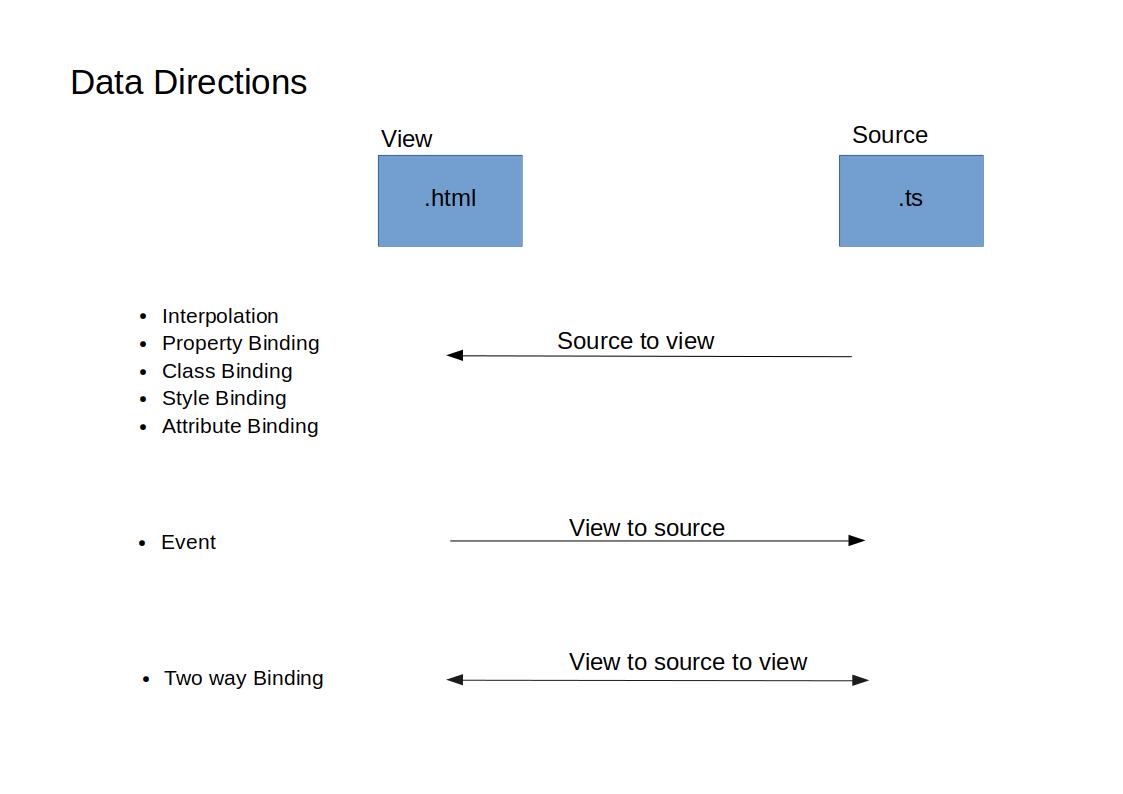 Data Directions
View
Source
.html
.ts
• Interpolation
• Property Binding
• Class Binding
• Style Binding
• Attribute Binding
Source to view
• Event
View to source
• Two way Binding
View to source to view